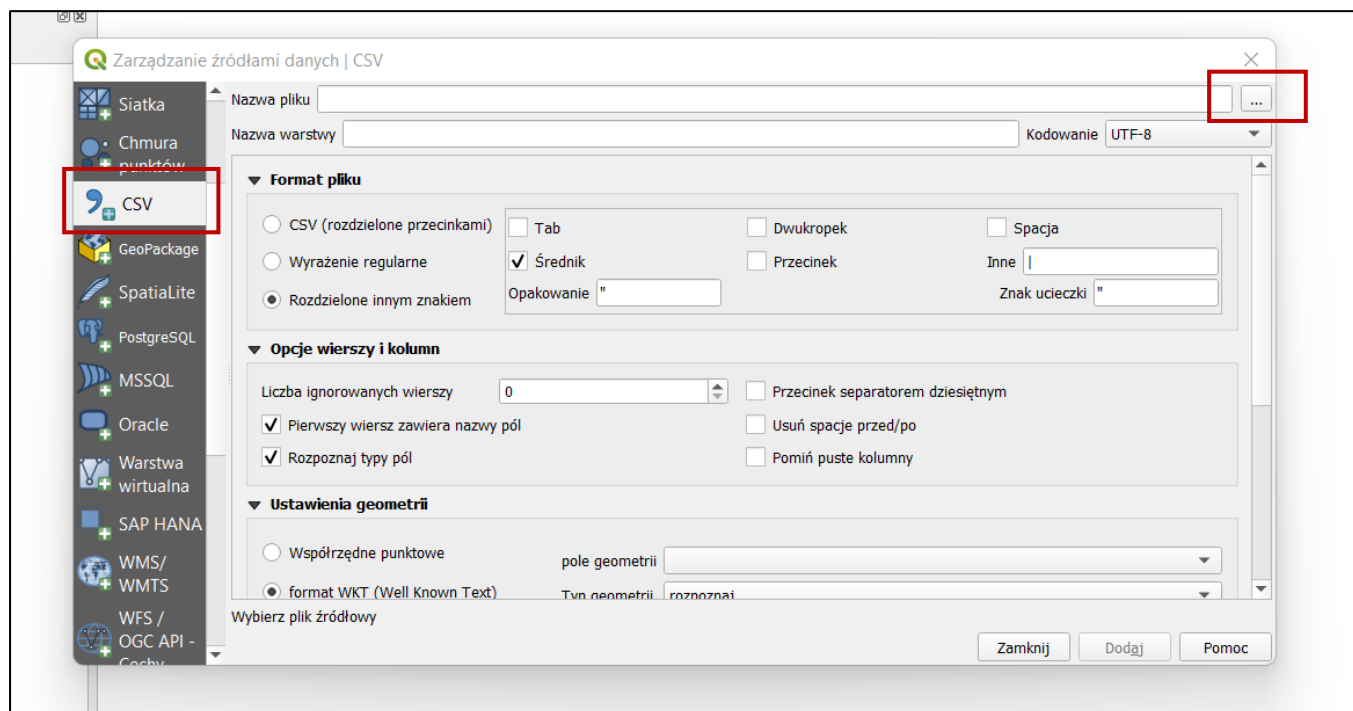 Zarządzanie źródłami danych | CSV
Siatka
Chmura
punktów
CSV
GeoPackage
SpatiaLite
PostgreSQL
MSSQL
Oracle
Warstwa
wirtualna
SAP HANA
WMS/
WMTS
WFS /
OGC API -
Cechy
Nazwa pliku ...
Nazwa warstwy Kodowanie UTF-8
Format pliku
CSV (rozdzielone przecinkami) Tab Dwukropek Spacja
Wyrażenie regularne Średnik Przecinek Inne |
Rozdzielone innym znakiem Opakowanie " Znak ucieczki "
Opcje wierszy i kolumn
Liczba ignorowanych wierszy 0 Przecinek separatorem dziesiętnym
Pierwszy wiersz zawiera nazwy pól Usuń spacje przed/po
Rozpoznaj typy pól Pomiń puste kolumny
Ustawienia geometrii
Współrzędne punktowe pole geometrii
format WKT (Well Known Text) Typ geometrii rozpoznaj
Wybierz plik źródłowy
Zamknij Dodaj Pomoc